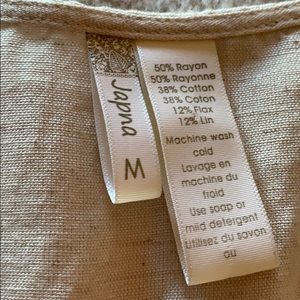 Japna
M
50% Rayon
50% Rayonne
38% Cotton
38% Coton
12% Flax
12% Lin
Machine wash
cold
Lavage en
machine du
froid
Use soap or
mild detergent
Utilisez du savon
ou